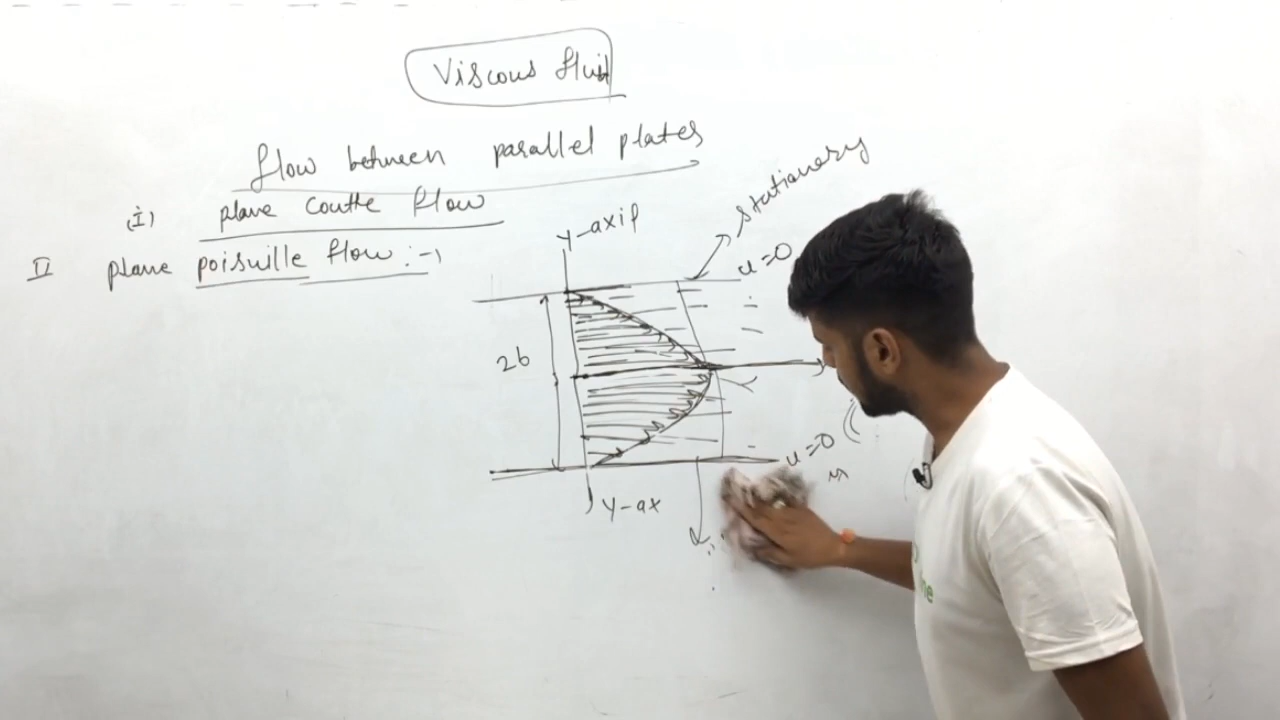 Viscous fluid
flow between parallel plates
(i) plane Coutte flow
II plane poisuille flow :-
y-axis
stationary
u=0
2b
u=0
y-ax